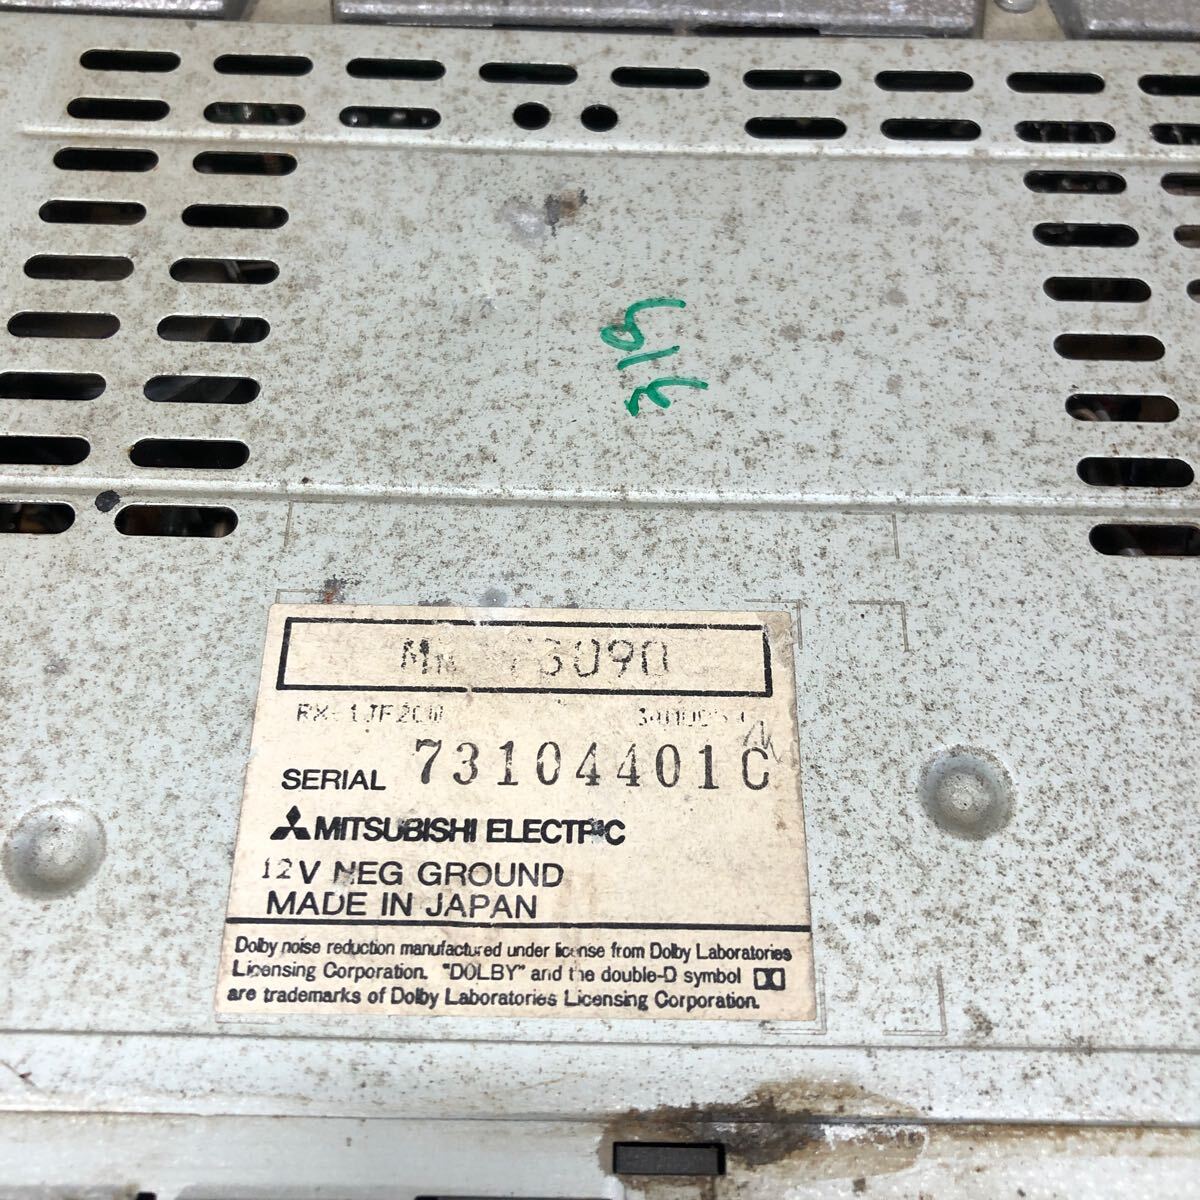 73090
SERIAL 73104401C
MITSUBISHI ELECTRIC
12V NEG GROUND
MADE IN JAPAN
Dolby noise reduction manufactured under license from Dolby Laboratories
Licensing Corporation. "DOLBY" and the double-D symbol
are trademarks of Dolby Laboratories Licensing Corporation.